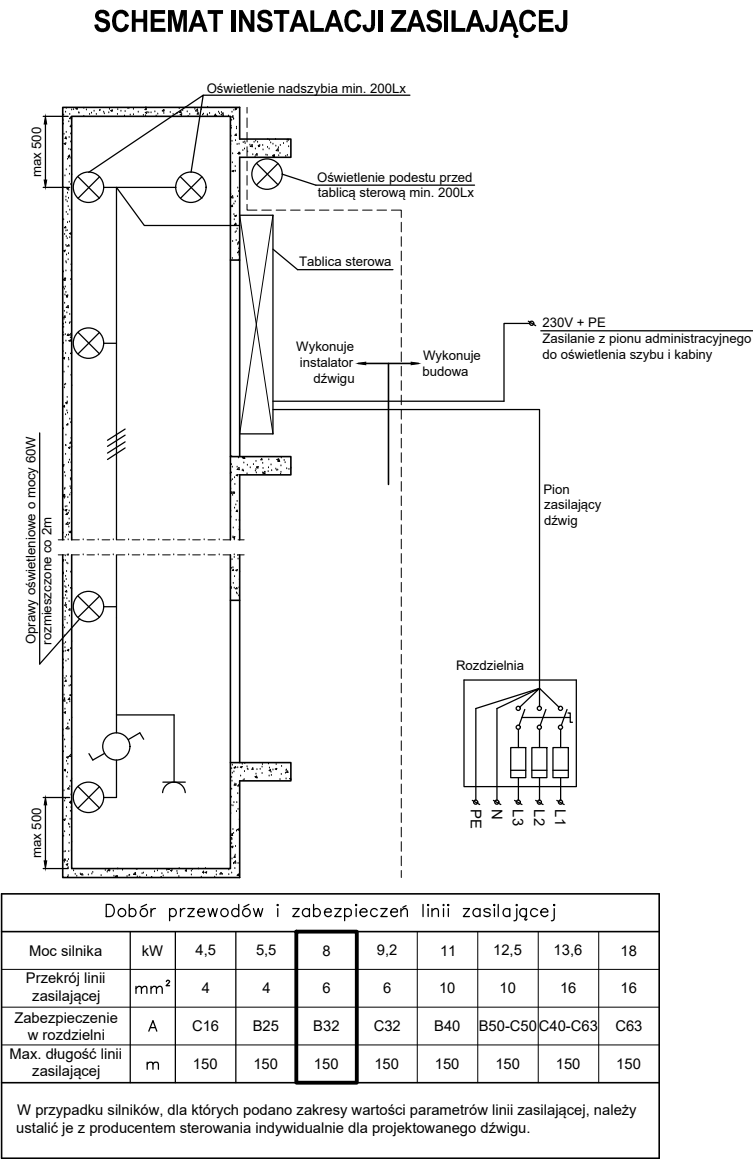 SCHEMAT INSTALACJI ZASILAJĄCEJ
Oświetlenie nadszybia min. 200Lx
max 500
Oświetlenie podestu przed
tablicą sterową min. 200Lx
Tablica sterowa
230V + PE
Zasilanie z pionu administracyjnego
do oświetlenia szybu i kabiny
Wykonuje
instalator
dźwigu
Wykonuje
budowa
Oprawy oświetleniowe o mocy 60W
rozmieszczone co 2m
Pion
zasilający
dźwig
Rozdzielnia
PE N L3 L2 L1
max 500
Dobór przewodów i zabezpieczeń linii zasilającej
Moc silnika kW 4,5 5,5 8 9,2 11 12,5 13,6 18
Przekrój linii
zasilającej mm² 4 4 6 6 10 10 16 16
Zabezpieczenie
w rozdzielni A C16 B25 B32 C32 B40 B50-C50 C40-C63 C63
Max. długość linii
zasilającej m 150 150 150 150 150 150 150 150
W przypadku silników, dla których podano zakresy wartości parametrów linii zasilającej, należy
ustalić je z producentem sterowania indywidualnie dla projektowanego dźwigu.